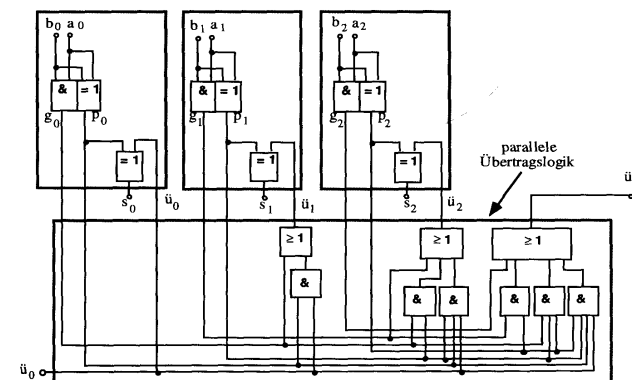 b0 a0
b1 a1
b2 a2
& = 1
& = 1
& = 1
g0 p0
g1 p1
g2 p2
= 1
= 1
= 1
s0 ü0
s1 ü1
s2 ü2
parallele
Übertragslogik
ü
≥ 1
≥ 1
≥ 1
&
& &
& & &
ü0